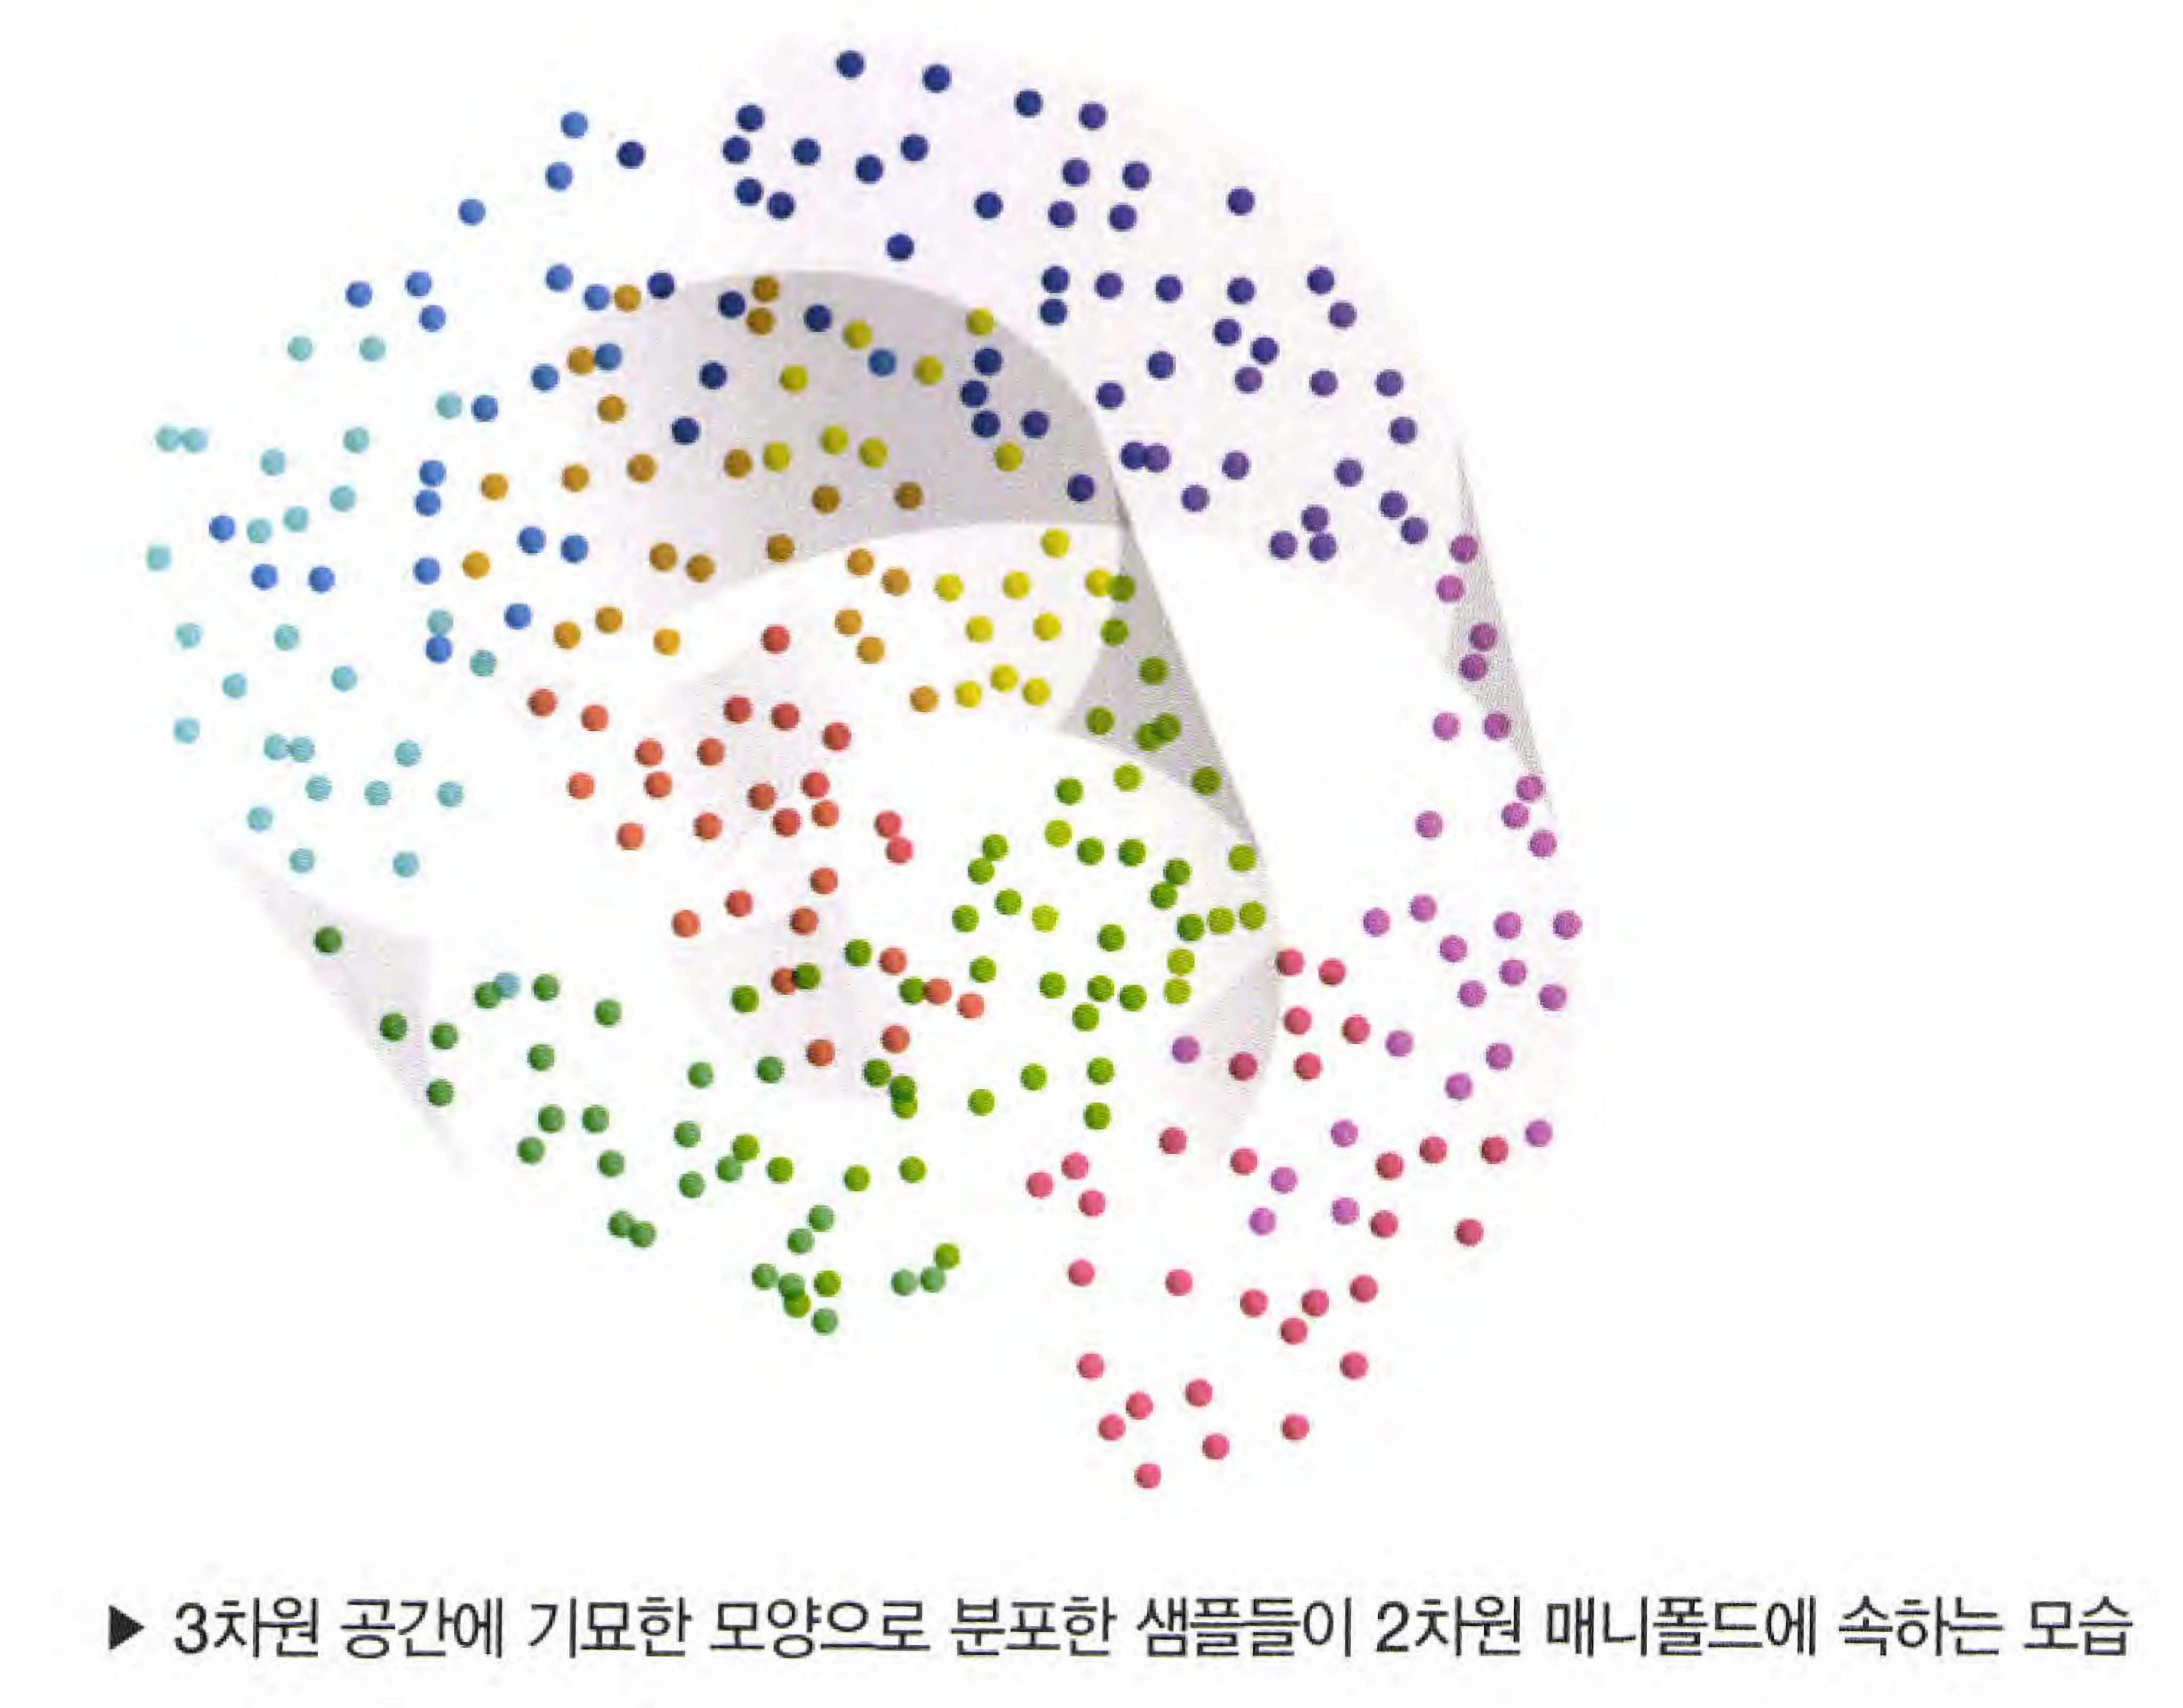 ▶ 3차원 공간에 기묘한 모양으로 분포한 샘플들이 2차원 매니폴드에 속하는 모습